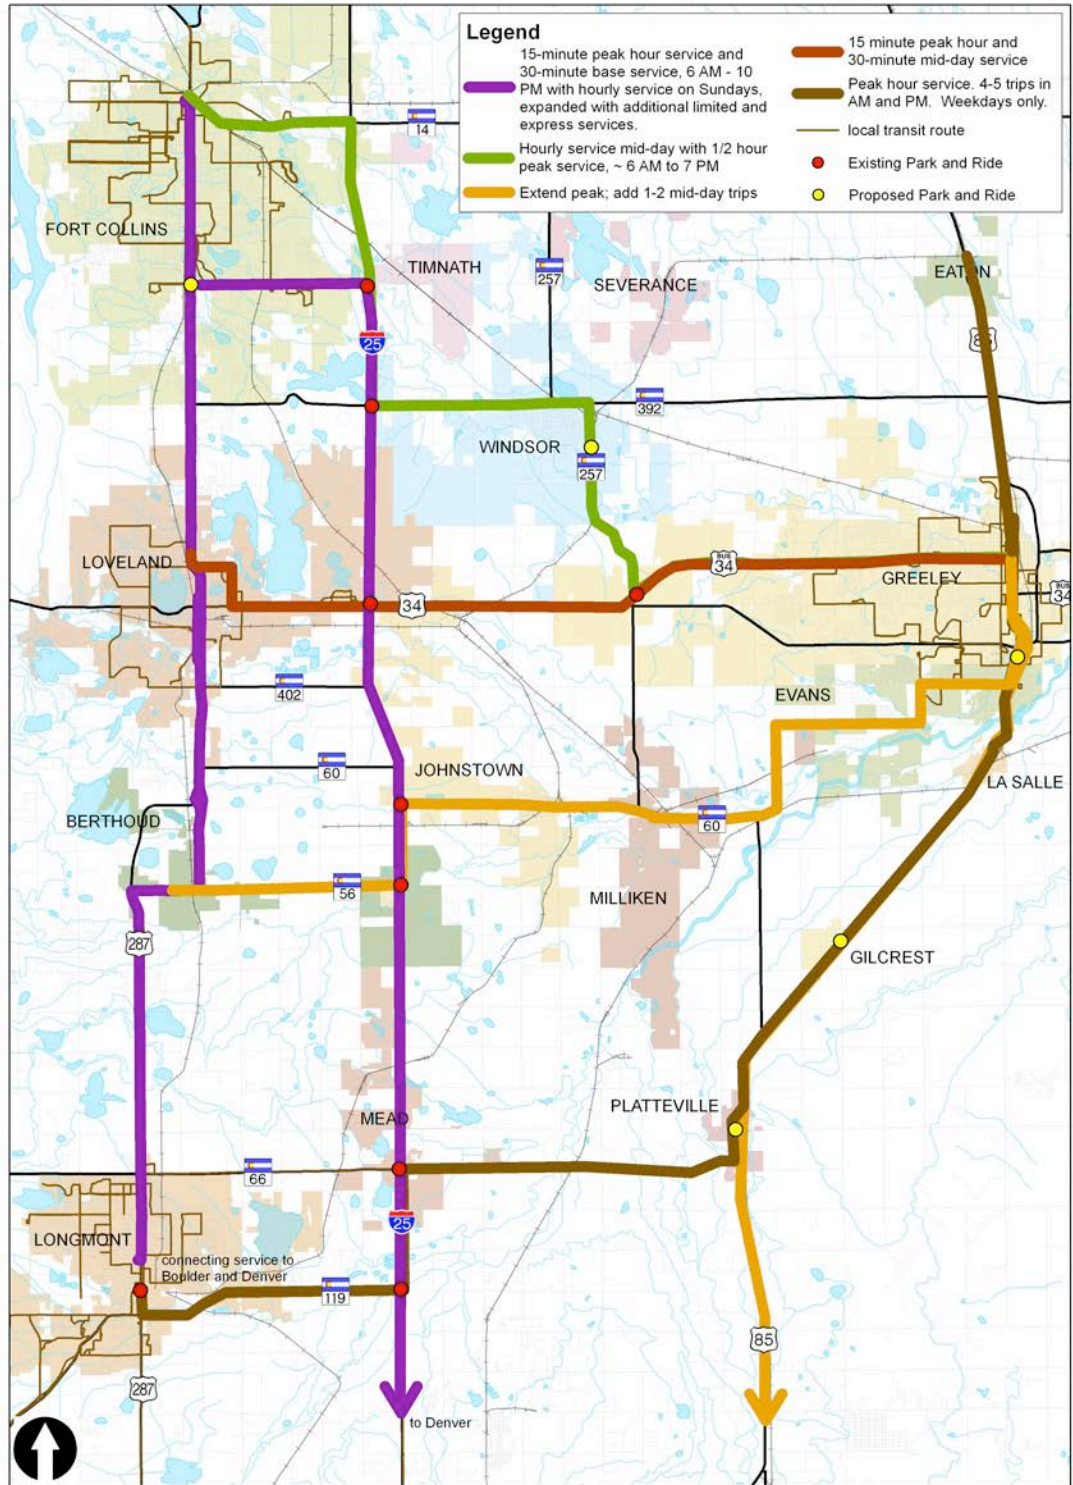 Legend
15-minute peak hour service and
30-minute base service, 6 AM - 10
PM with hourly service on Sundays,
expanded with additional limited and
express services.
Hourly service mid-day with 1/2 hour
peak service, ~ 6 AM to 7 PM
Extend peak; add 1-2 mid-day trips
15 minute peak hour and
30-minute mid-day service
Peak hour service. 4-5 trips in
AM and PM. Weekdays only.
local transit route
Existing Park and Ride
Proposed Park and Ride
14
FORT COLLINS
TIMNATH
257
SEVERANCE
EATON
85
25
392
WINDSOR
257
LOVELAND
BUS
34
GREELEY
BUS
34
34
402
EVANS
60
JOHNSTOWN
LA SALLE
BERTHOUD
60
56
MILLIKEN
287
GILCREST
PLATTEVILLE
MEAD
66
25
LONGMONT
connecting service to
Boulder and Denver
119
85
287
to Denver